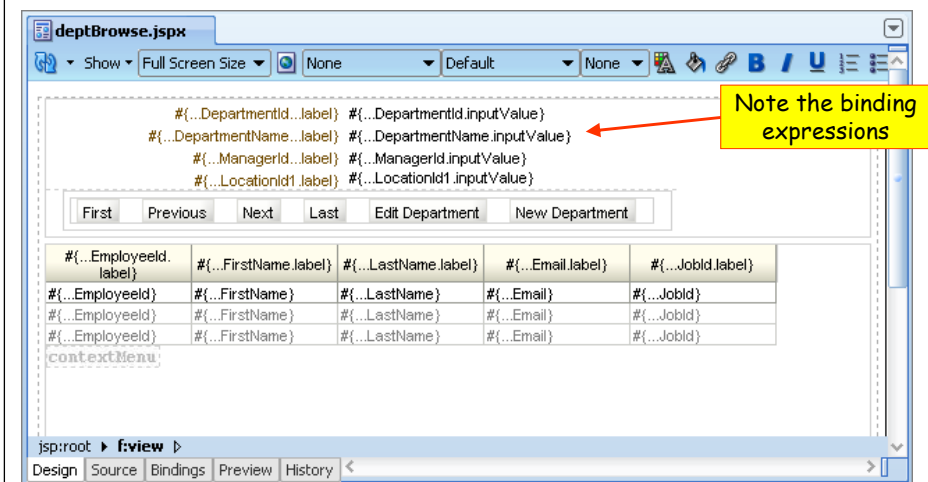 deptBrowse.jspx
Show Full Screen Size None Default None B I U
Note the binding
expressions
#{...DepartmentId...label} #{...DepartmentId.inputValue}
#{...DepartmentName...label} #{...DepartmentName.inputValue}
#{...ManagerId...label} #{...ManagerId.inputValue}
#{...LocationId1.label} #{...LocationId1.inputValue}
First Previous Next Last Edit Department New Department
#{...EmployeeId.
label} #{...FirstName.label} #{...LastName.label} #{...Email.label} #{...JobId.label}
#{...EmployeeId} #{...FirstName} #{...LastName} #{...Email} #{...JobId}
#{...EmployeeId} #{...FirstName} #{...LastName} #{...Email} #{...JobId}
#{...EmployeeId} #{...FirstName} #{...LastName} #{...Email} #{...JobId}
contextMenu
jsp:root f:view
Design Source Bindings Preview History